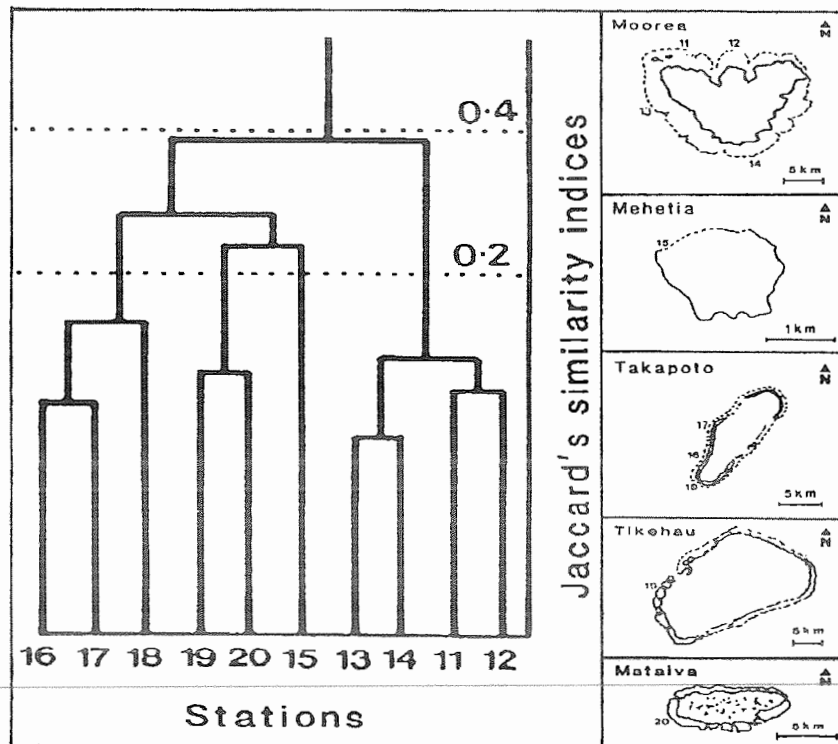 0·4
0·2
16 17 18 19 20 15 13 14 11 12
Stations
Jaccard's similarity indices
Moorea
N
11 12
13
14
5 km
Mehetia
N
15
1 km
Takapoto
N
17
16
5 km
Tikehau
N
19
5 km
Mataiva
N
20
5 km